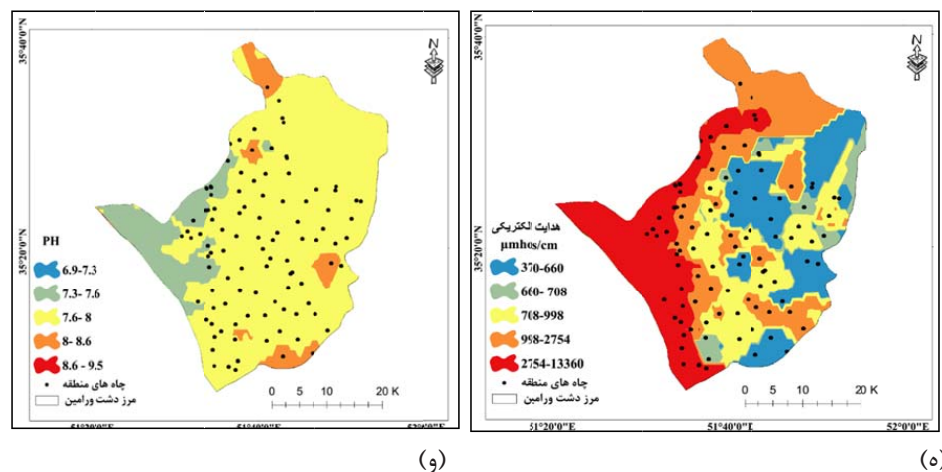 35°40'0"N
35°20'0"N
N
PH
6.9-7.3
7.3- 7.6
7.6- 8
8- 8.6
8.6 - 9.5
چاه های منطقه
مرز دشت ورامین
0 5 10 20 K
51°20'0"E
51°40'0"E
52°0'0"E
(و)
35°40'0"N
35°20'0"N
N
هدایت الکتریکی
µmhos/cm
370-660
660- 708
708-998
998-2754
2754-13360
چاه های منطقه
مرز دشت ورامین
0 5 10 20 K
51°20'0"E
51°40'0"E
52°0'0"E
(ه)